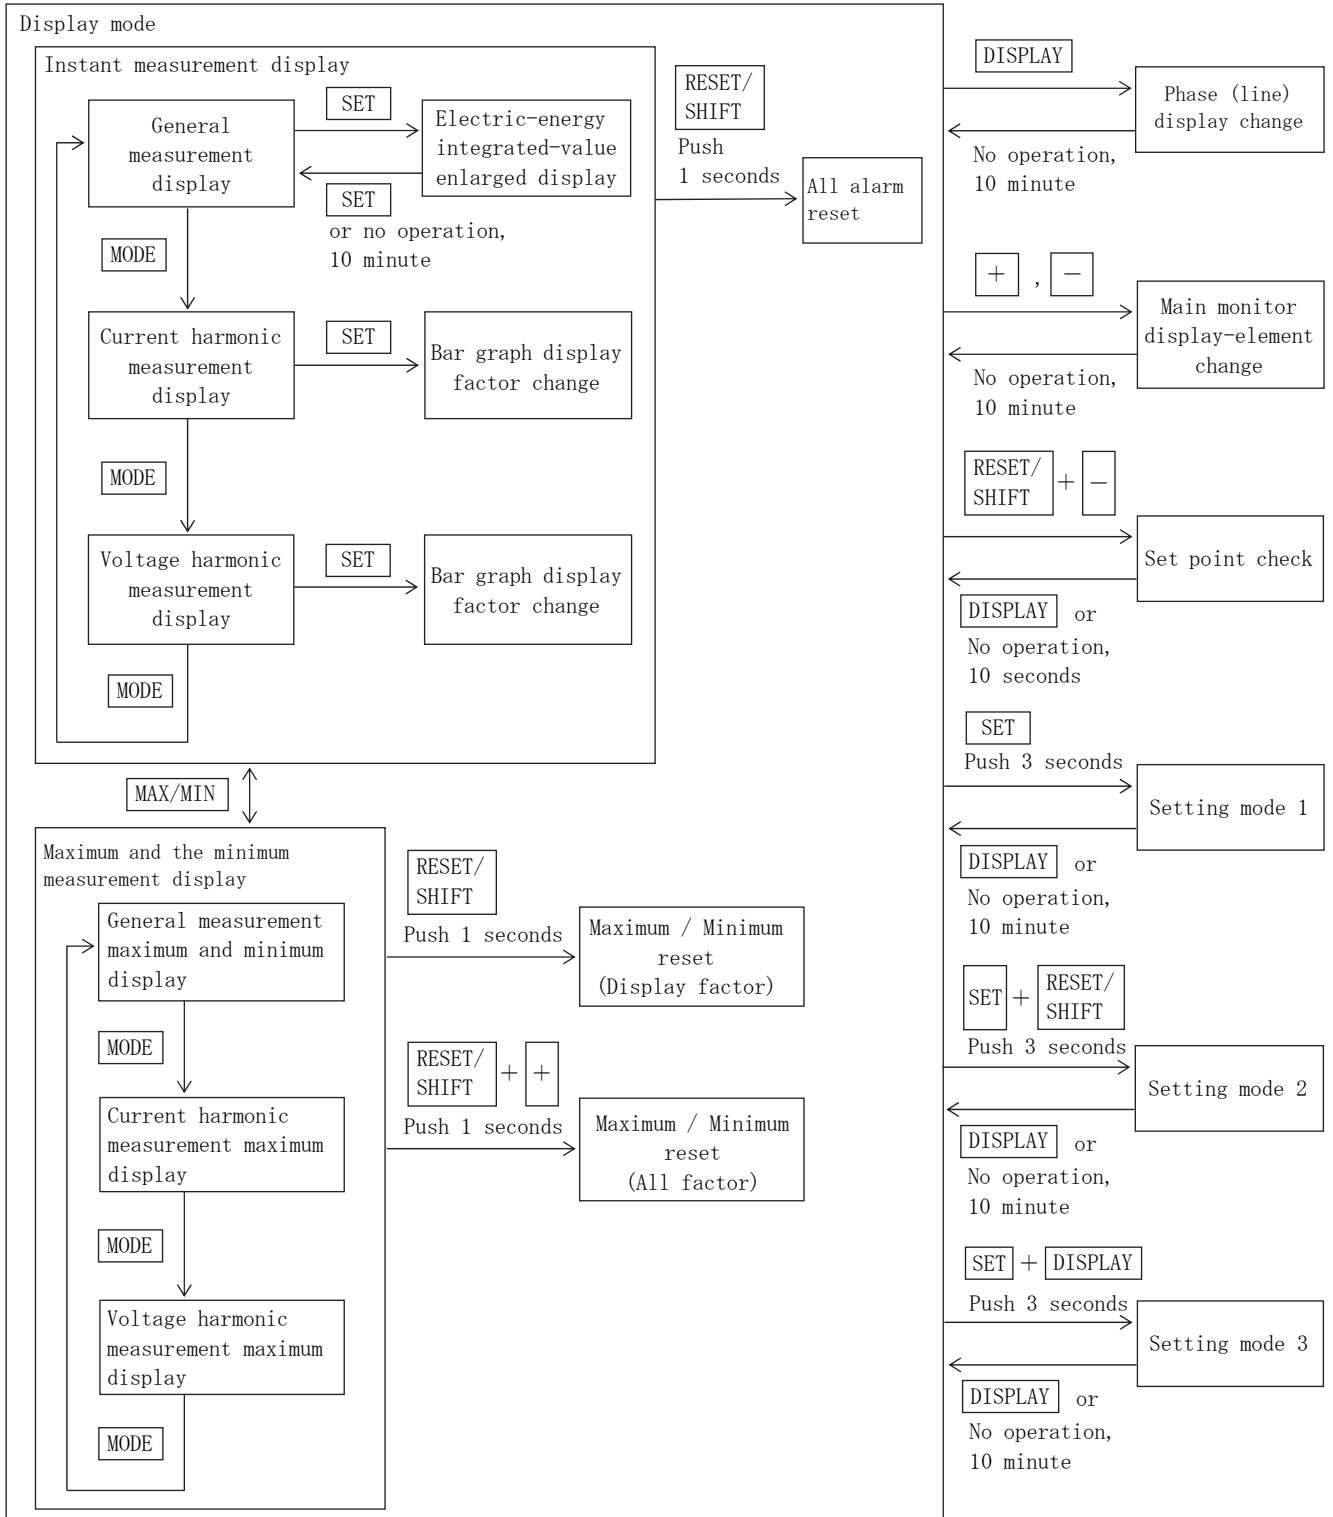 Display mode
Instant measurement display
General
measurement
display
SET
Electric-energy
integrated-value
enlarged display
SET
or no operation,
10 minute
RESET/
SHIFT
Push
1 seconds
All alarm
reset
MODE
Current harmonic
measurement
display
SET
Bar graph display
factor change
MODE
Voltage harmonic
measurement
display
SET
Bar graph display
factor change
MODE
MAX/MIN
Maximum and the minimum
measurement display
General measurement
maximum and minimum
display
MODE
Current harmonic
measurement maximum
display
MODE
Voltage harmonic
measurement maximum
display
MODE
RESET/
SHIFT
Push 1 seconds
Maximum / Minimum
reset
(Display factor)
RESET/
SHIFT + +
Push 1 seconds
Maximum / Minimum
reset
(All factor)
DISPLAY
Phase (line)
display change
No operation,
10 minute
+ , −
Main monitor
display-element
change
No operation,
10 minute
RESET/
SHIFT + −
Set point check
DISPLAY or
No operation,
10 seconds
SET
Push 3 seconds
Setting mode 1
DISPLAY or
No operation,
10 minute
SET + RESET/
SHIFT
Push 3 seconds
Setting mode 2
DISPLAY or
No operation,
10 minute
SET + DISPLAY
Push 3 seconds
Setting mode 3
DISPLAY or
No operation,
10 minute